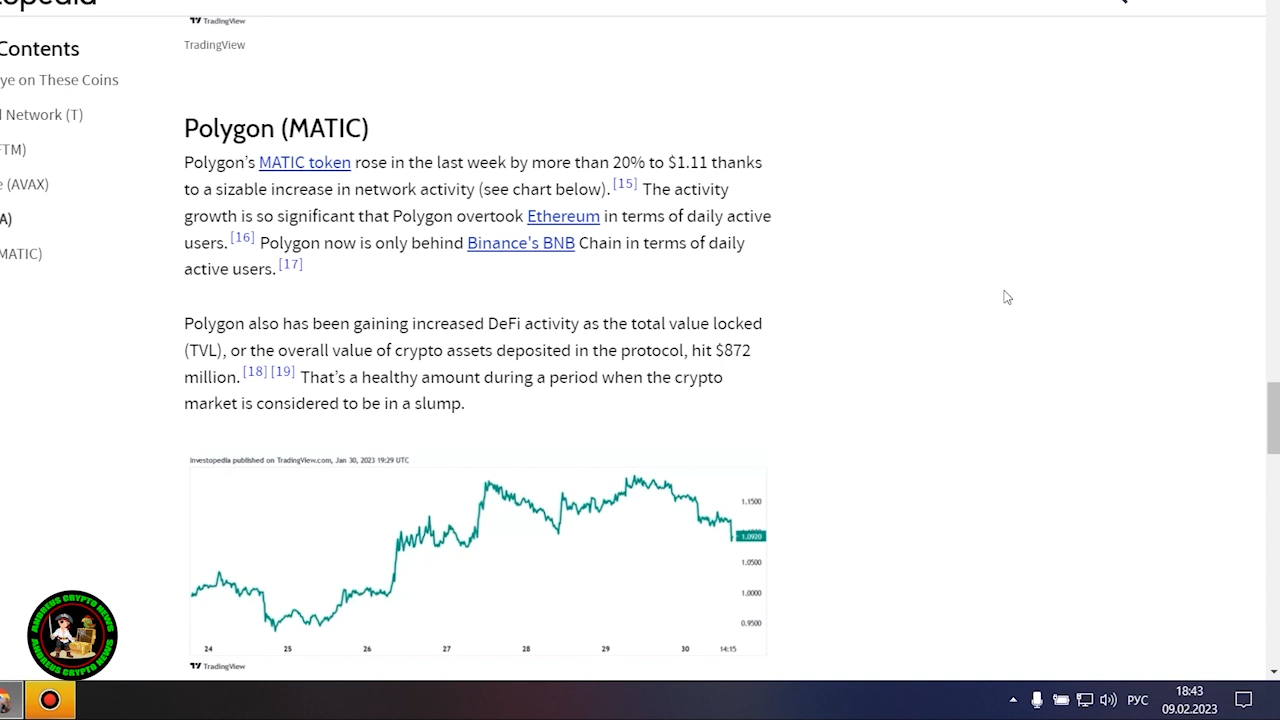 topedia
TradingView
TradingView
Contents
ye on These Coins
l Network (T)
FTM)
e (AVAX)
A)
MATIC)
Polygon (MATIC)
Polygon’s MATIC token rose in the last week by more than 20% to $1.11 thanks
to a sizable increase in network activity (see chart below). [15] The activity
growth is so significant that Polygon overtook Ethereum in terms of daily active
users. [16] Polygon now is only behind Binance's BNB Chain in terms of daily
active users. [17]
Polygon also has been gaining increased DeFi activity as the total value locked
(TVL), or the overall value of crypto assets deposited in the protocol, hit $872
million. [18] [19] That’s a healthy amount during a period when the crypto
market is considered to be in a slump.
Investopedia published on TradingView.com, Jan 30, 2023 19:29 UTC
1.1500
1.0920
1.0500
1.0000
0.9500
24 25 26 27 28 29 30 14:15
TradingView
ANDREUS CRYPTO NEWS
ANDREUS CRYPTO NEWS
РУС
18:43
09.02.2023